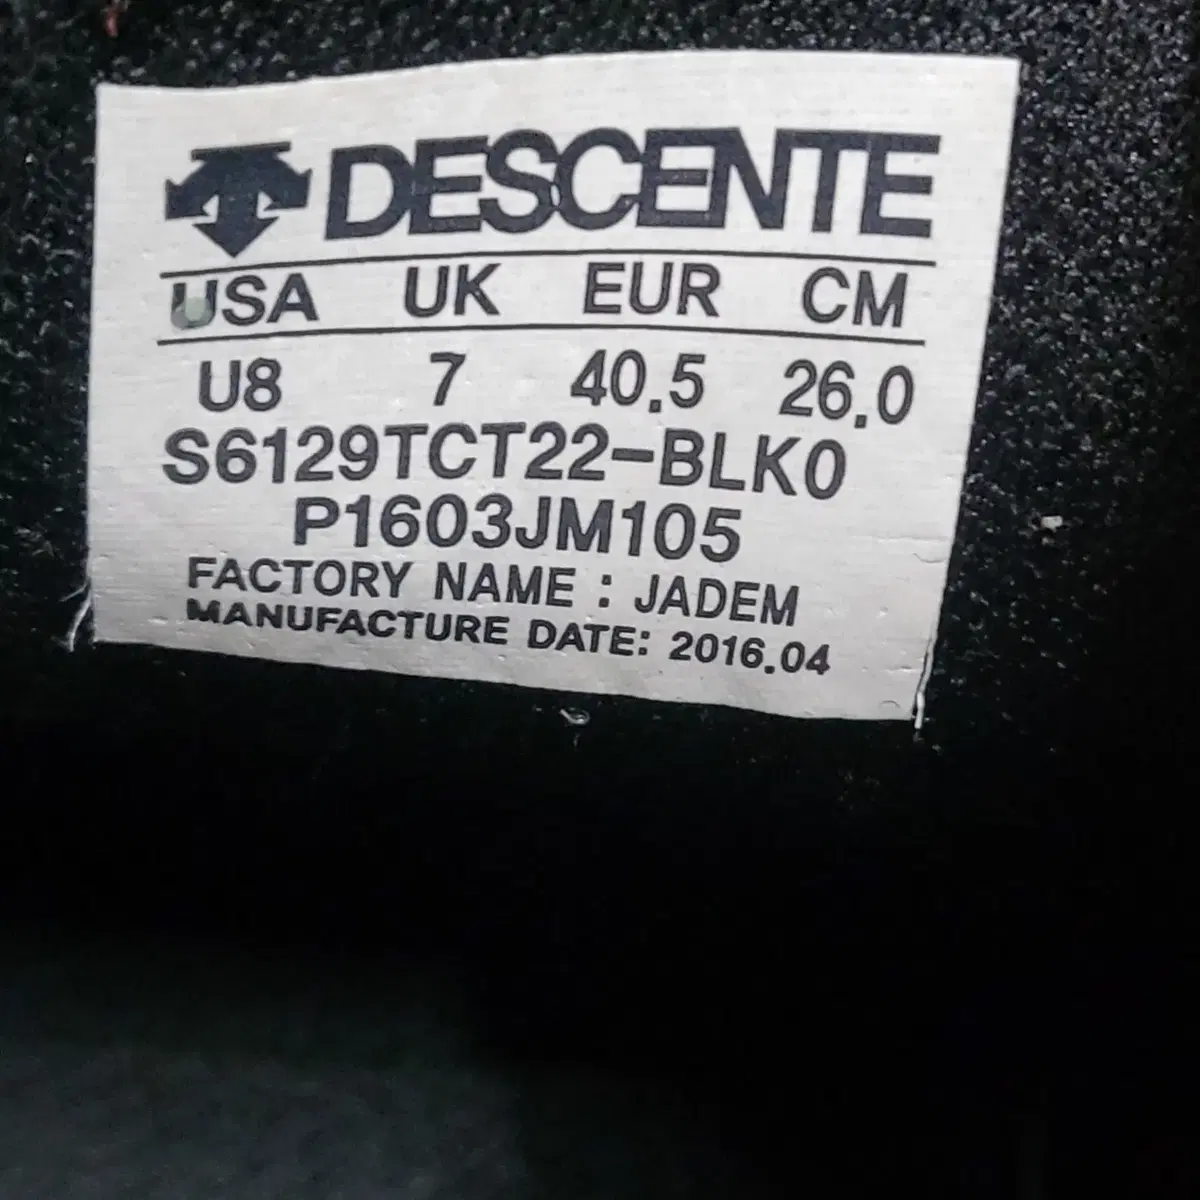 DESCENTE
USA UK EUR CM
U8 7 40.5 26.0
S6129TCT22-BLK0
P1603JM105
FACTORY NAME : JADEM
MANUFACTURE DATE: 2016.04